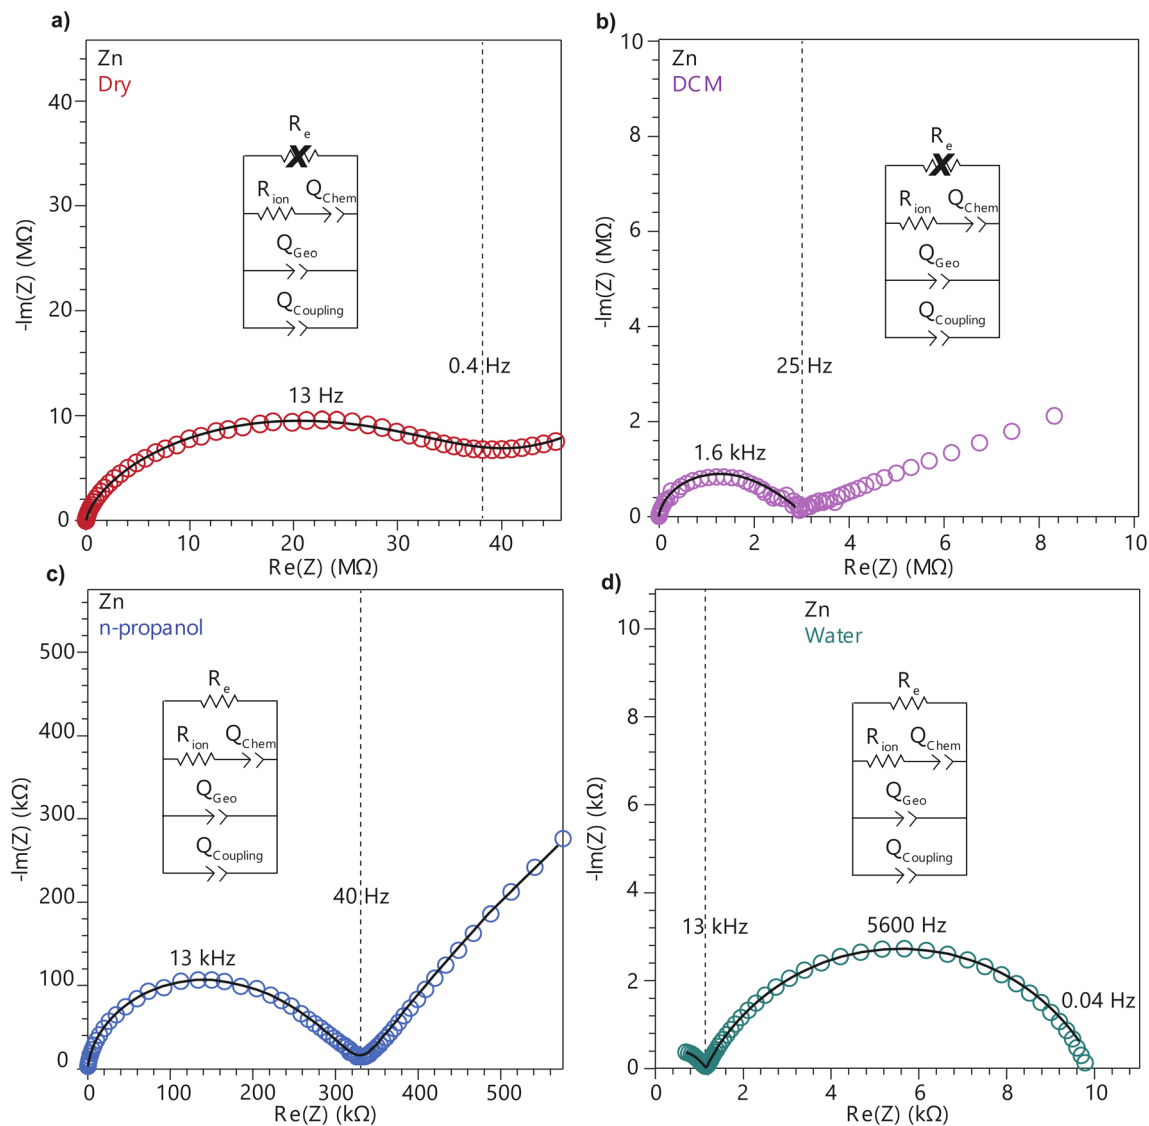 a)
Zn
Dry
-Im(Z) (MΩ)
40
30
20
10
0
R e
R ion Q Chem
Q Geo
Q Coupling
0.4 Hz
13 Hz
0 10 20 30 40
Re(Z) (MΩ)
b)
Zn
DCM
-Im(Z) (MΩ)
10
8
6
4
2
0
R e
R ion Q Chem
Q Geo
Q Coupling
25 Hz
1.6 kHz
0 2 4 6 8 10
Re(Z) (MΩ)
c)
Zn
n-propanol
-Im(Z) (kΩ)
500
400
300
200
100
0
R e
R ion Q Chem
Q Geo
Q Coupling
40 Hz
13 kHz
0 100 200 300 400 500
Re(Z) (kΩ)
d)
Zn
Water
-Im(Z) (kΩ)
10
8
6
4
2
0
R e
R ion Q Chem
Q Geo
Q Coupling
13 kHz
5600 Hz
0.04 Hz
0 2 4 6 8 10
Re(Z) (kΩ)